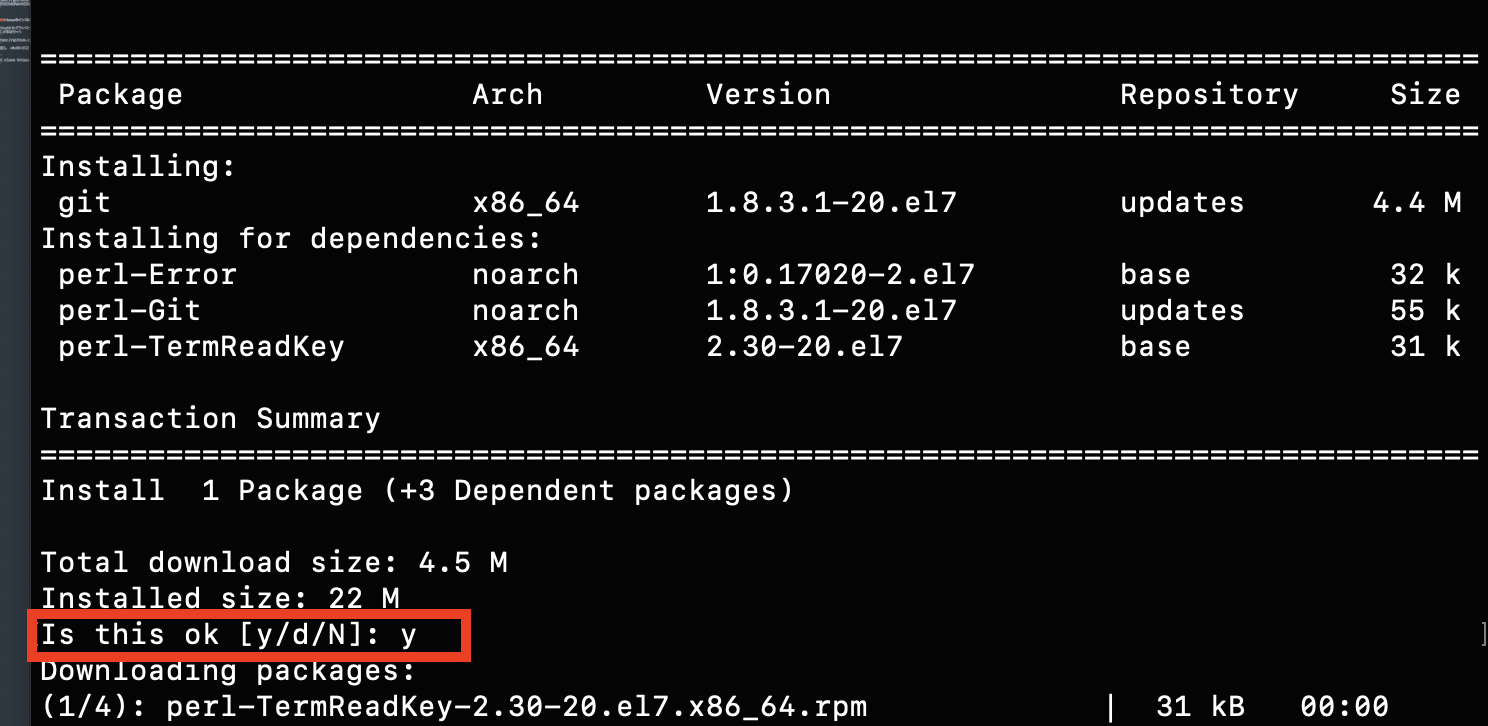 ================================================================================
Package Arch Version Repository Size
================================================================================
Installing:
git x86_64 1.8.3.1-20.el7 updates 4.4 M
Installing for dependencies:
perl-Error noarch 1:0.17020-2.el7 base 32 k
perl-Git noarch 1.8.3.1-20.el7 updates 55 k
perl-TermReadKey x86_64 2.30-20.el7 base 31 k
Transaction Summary
================================================================================
Install 1 Package (+3 Dependent packages)
Total download size: 4.5 M
Installed size: 22 M
[Is this ok [y/d/N]: y ]
Downloading packages:
(1/4): perl-TermReadKey-2.30-20.el7.x86_64.rpm | 31 kB 00:00